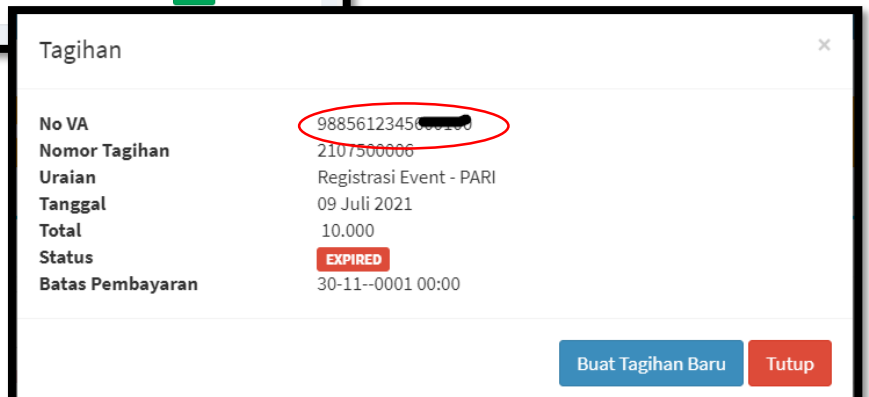 Tagihan ×
No VA
Nomor Tagihan 2107500006
Uraian Registrasi Event - PARI
Tanggal 09 Juli 2021
Total 10.000
Status EXPIRED
Batas Pembayaran 30-11--0001 00:00
Buat Tagihan Baru Tutup